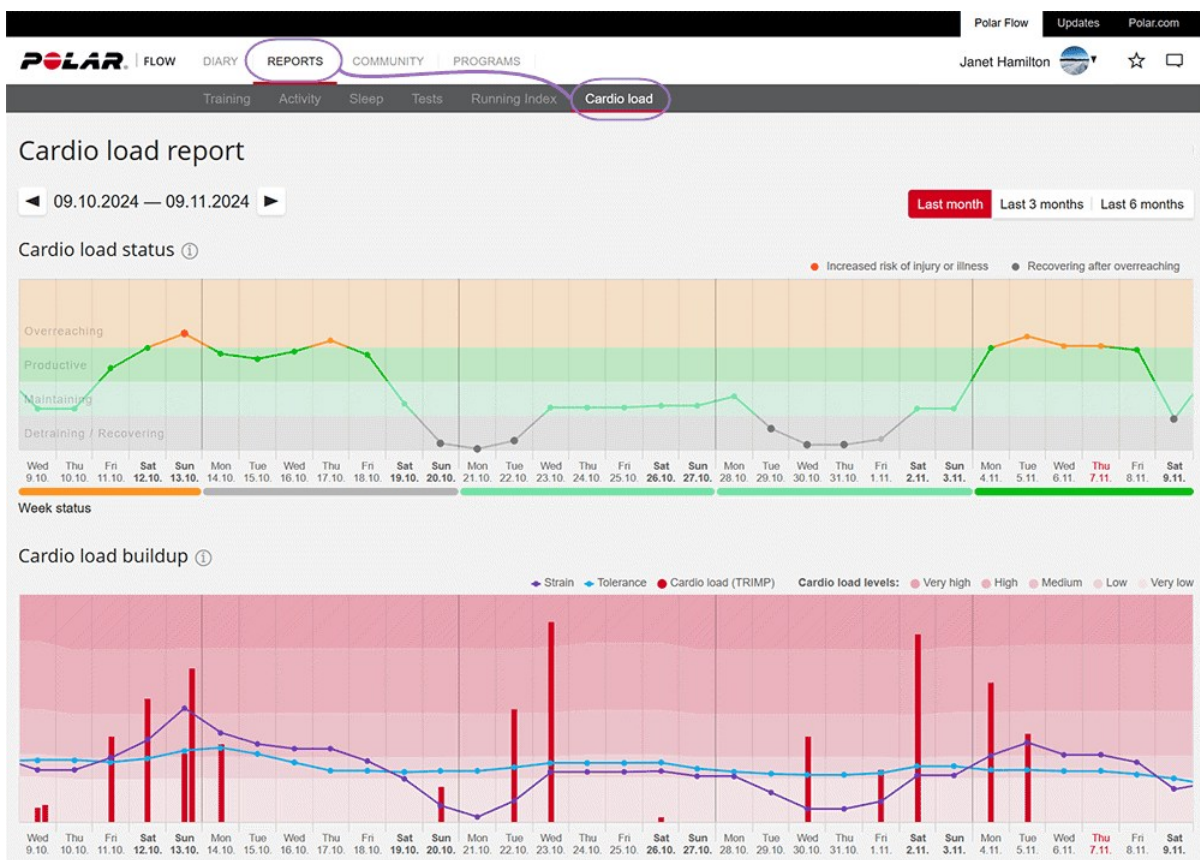 Polar Flow Updates Polar.com
POLAR. FLOW DIARY REPORTS COMMUNITY PROGRAMS Janet Hamilton
Training Activity Sleep Tests Running Index Cardio load
Cardio load report
09.10.2024 — 09.11.2024 Last month Last 3 months Last 6 months
Cardio load status
Increased risk of injury or illness Recovering after overreaching
Overreaching
Productive
Maintaining
Detraining / Recovering
Wed Thu Fri Sat Sun Mon Tue Wed Thu Fri Sat Sun Mon Tue Wed Thu Fri Sat Sun Mon Tue Wed Thu Fri Sat Sun Mon Tue Wed Thu Fri Sat
9.10. 10.10. 11.10. 12.10. 13.10. 14.10. 15.10. 16.10. 17.10. 18.10. 19.10. 20.10. 21.10. 22.10. 23.10. 24.10. 25.10. 26.10. 27.10. 28.10. 29.10. 30.10. 31.10. 1.11. 2.11. 3.11. 4.11. 5.11. 6.11. 7.11. 8.11. 9.11.
Week status
Cardio load buildup
Strain Tolerance Cardio load (TRIMP) Cardio load levels: Very high High Medium Low Very low
Wed Thu Fri Sat Sun Mon Tue Wed Thu Fri Sat Sun Mon Tue Wed Thu Fri Sat Sun Mon Tue Wed Thu Fri Sat Sun Mon Tue Wed Thu Fri Sat
9.10. 10.10. 11.10. 12.10. 13.10. 14.10. 15.10. 16.10. 17.10. 18.10. 19.10. 20.10. 21.10. 22.10. 23.10. 24.10. 25.10. 26.10. 27.10. 28.10. 29.10. 30.10. 31.10. 1.11. 2.11. 3.11. 4.11. 5.11. 6.11. 7.11. 8.11. 9.11.